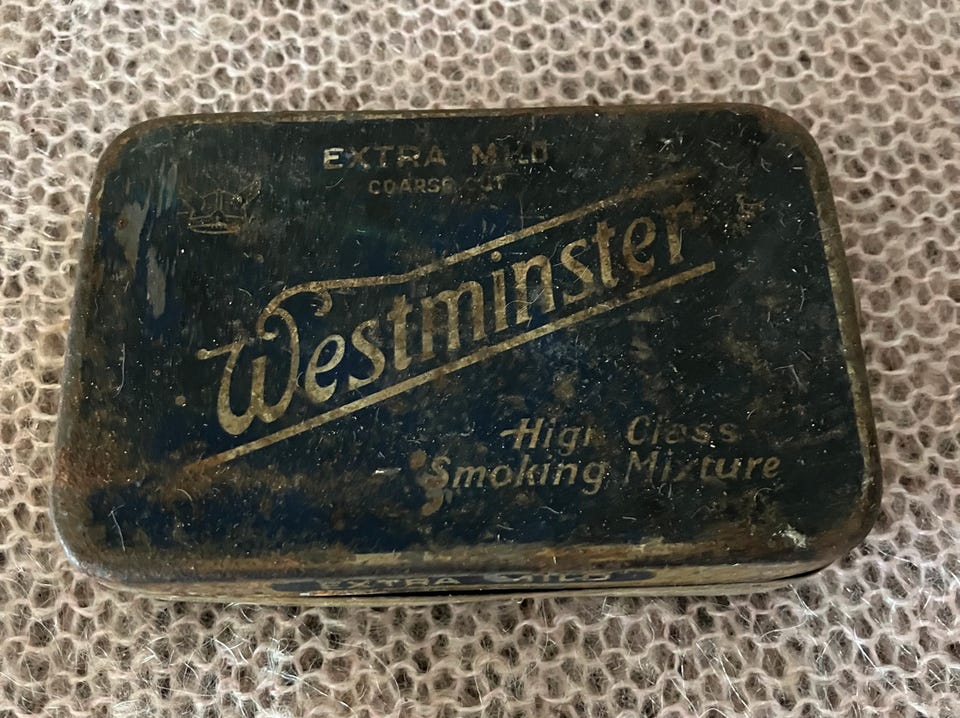 EXTRA MILD
COARSE CUT
Westminster
High Class
Smoking Mixture
EXTRA MILD